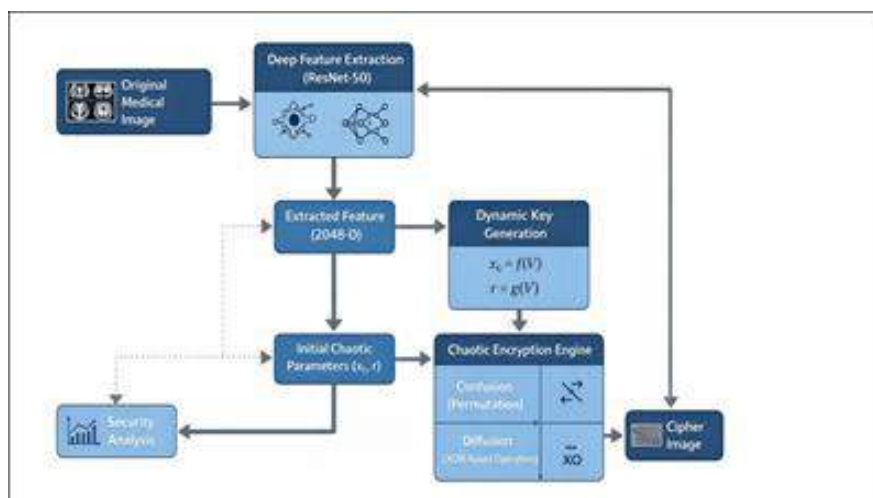 Deep Feature Extraction
(ResNet-50)
Original
Medical
Image
Extracted Feature
(2048-D)
Dynamic Key
Generation
x₀ = f(V)
r = g(V)
Initial Chaotic
Parameters (x₀, r)
Chaotic Encryption Engine
Confusion
(Permutation)
Diffusion
(XOR-Based Operation)
XO
Security
Analysis
Cipher
Image